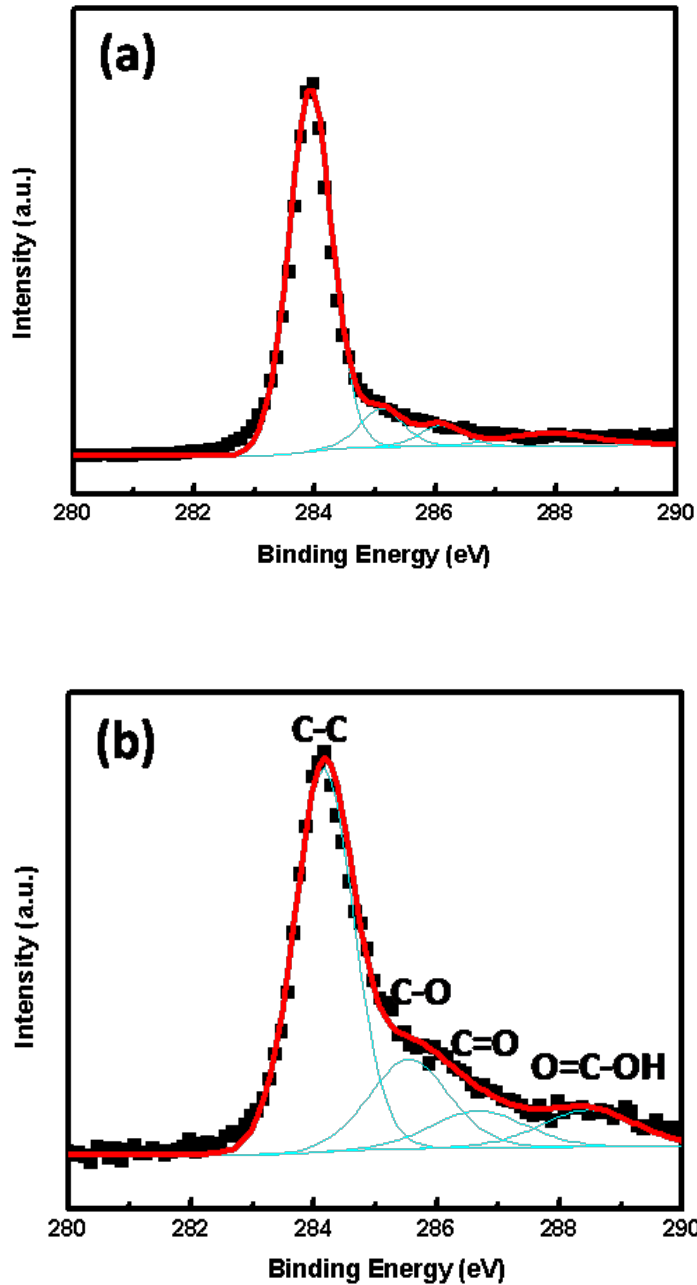 (a)
Intensity (a.u.)
280 282 284 286 288 290
Binding Energy (eV)
(b)
C-C
C-O
C=O
O=C-OH
Intensity (a.u.)
280 282 284 286 288 290
Binding Energy (eV)